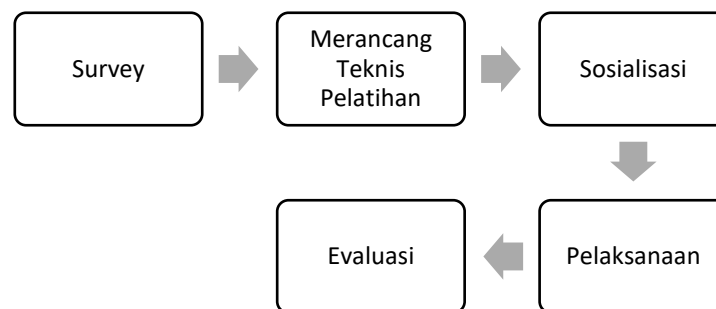 Survey
Merancang
Teknis
Pelatihan
Sosialisasi
Pelaksanaan
Evaluasi